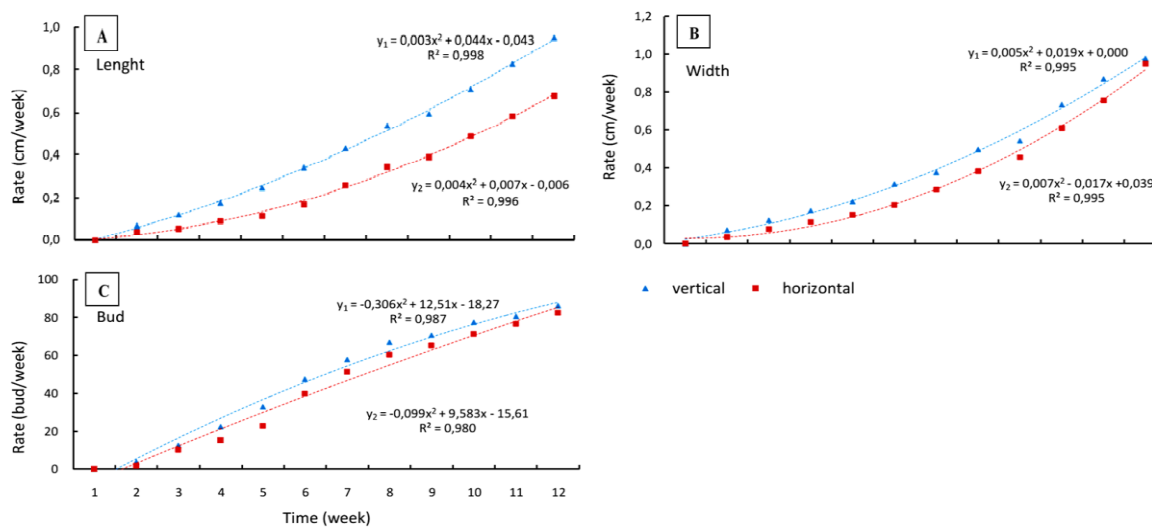 A
Lenght
y₁ = 0,003x² + 0,044x - 0,043
R² = 0,998
y₂ = 0,004x² + 0,007x - 0,006
R² = 0,996
Rate (cm/week)
1,0
0,8
0,6
0,4
0,2
0,0
B
Width
y₁ = 0,005x² + 0,019x + 0,000
R² = 0,995
y₂ = 0,007x² - 0,017x +0,039
R² = 0,995
Rate (cm/week)
1,2
1,0
0,8
0,6
0,4
0,2
0,0
vertical horizontal
C
Bud
y₁ = -0,306x² + 12,51x - 18,27
R² = 0,987
y₂ = -0,099x² + 9,583x - 15,61
R² = 0,980
Rate (bud/week)
100
80
60
40
20
0
1 2 3 4 5 6 7 8 9 10 11 12
Time (week)